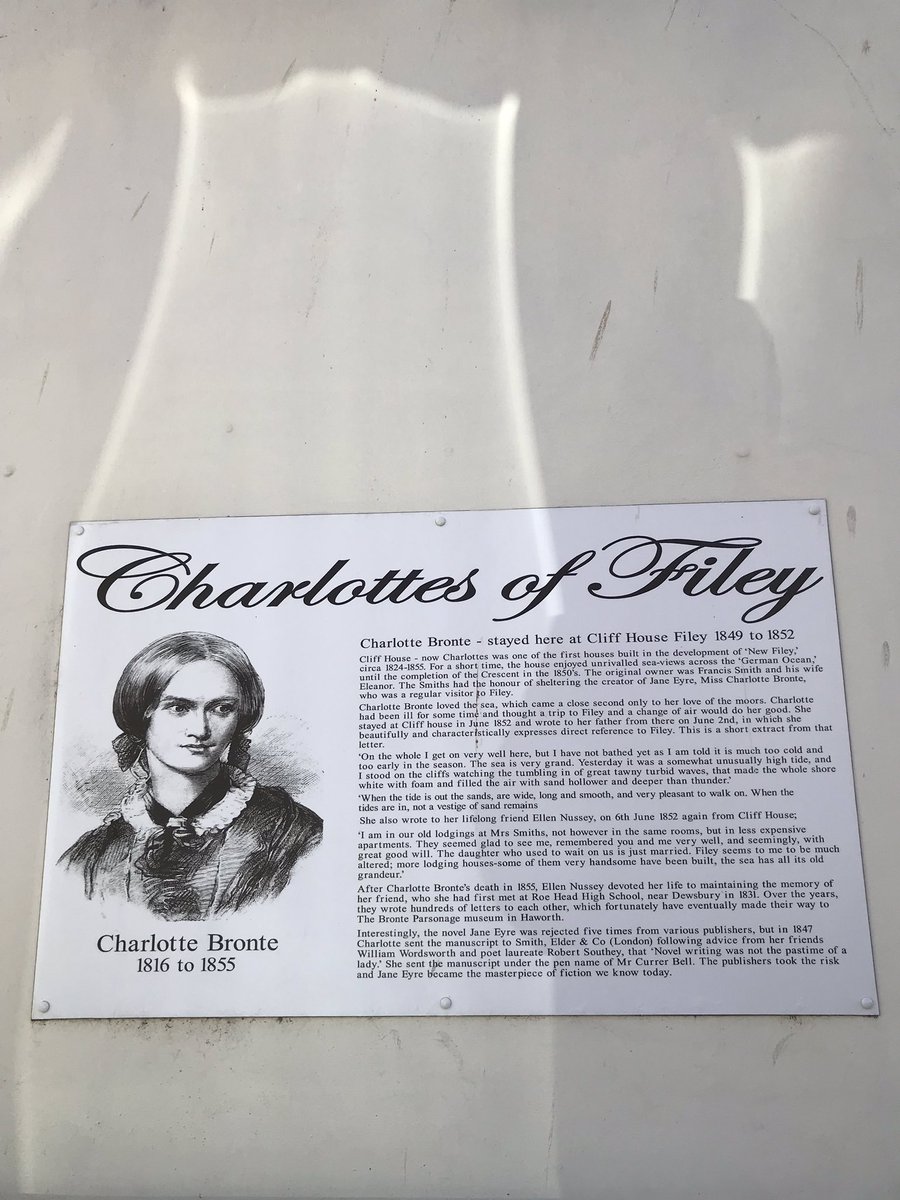 Charlottes of Filey
Charlotte Bronte - stayed here at Cliff House Filey 1849 to 1852
Cliff House - now Charlottes was one of the first houses built in the development of 'New Filey,'
circa 1824-1855. For a short time, the house enjoyed unrivalled sea-views across the 'German Ocean,'
until the completion of the Crescent in the 1850's. The original owner was Francis Smith and his wife
Eleanor. The Smiths had the honour of sheltering the creator of Jane Eyre, Miss Charlotte Bronte,
who was a regular visitor to Filey.
Charlotte Bronte loved the sea, which came a close second only to her love of the moors. Charlotte
had been ill for some time and thought a trip to Filey and a change of air would do her good. She
stayed at Cliff house in June 1852 and wrote to her father from there on June 2nd, in which she
beautifully and characteristically expresses direct reference to Filey. This is a short extract from that
letter.
'On the whole I get on very well here, but I have not bathed yet as I am told it is much too cold and
too early in the season. The sea is very grand. Yesterday it was a somewhat unusually high tide, and
I stood on the cliffs watching the tumbling in of great tawny turbid waves, that made the whole shore
white with foam and filled the air with sand hollower and deeper than thunder.'
'When the tide is out the sands, are wide, long and smooth, and very pleasant to walk on. When the
tides are in, not a vestige of sand remains
She also wrote to her lifelong friend Ellen Nussey, on 6th June 1852 again from Cliff House;
'I am in our old lodgings at Mrs Smiths, not however in the same rooms, but in less expensive
apartments. They seemed glad to see me, remembered you and me very well, and seemingly, with
great good will. The daughter who used to wait on us is just married. Filey seems to me to be much
altered; more lodging houses-some of them very handsome have been built, the sea has all its old
grandeur.'
After Charlotte Bronte's death in 1855, Ellen Nussey devoted her life to maintaining the memory of
her friend, who she had first met at Roe Head High School, near Dewsbury in 1831. Over the years,
they wrote hundreds of letters to each other, which fortunately have eventually made their way to
The Bronte Parsonage museum in Haworth.
Interestingly, the novel Jane Eyre was rejected five times from various publishers, but in 1847
Charlotte sent the manuscript to Smith, Elder & Co (London) following advice from her friends
William Wordsworth and poet laureate Robert Southey, that 'Novel writing was not the pastime of a
lady.' She sent the manuscript under the pen name of Mr Currer Bell. The publishers took the risk
and Jane Eyre became the masterpiece of fiction we know today.
Charlotte Bronte
1816 to 1855